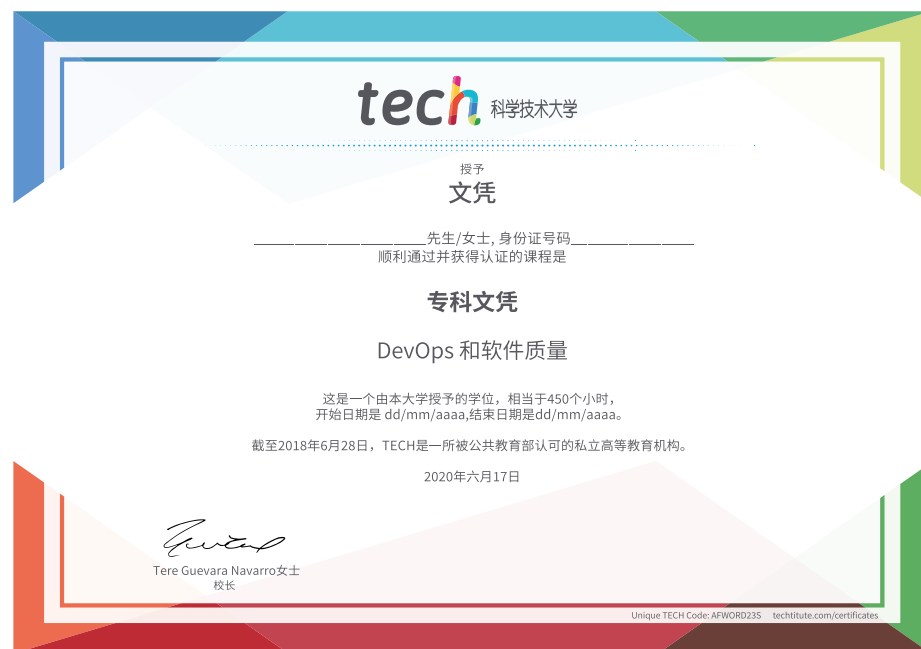 tech 科学技术大学
授予
文凭
______________________先生/女士, 身份证号码________________
顺利通过并获得认证的课程是
专科文凭
DevOps 和软件质量
这是一个由本大学授予的学位，相当于450个小时，
开始日期是 dd/mm/aaaa,结束日期是dd/mm/aaaa。
截至2018年6月28日，TECH是一所被公共教育部认可的私立高等教育机构。
2020年六月17日
Tere Guevara Navarro女士
校长
Unique TECH Code: AFWORD23S techtitute.com/certificates